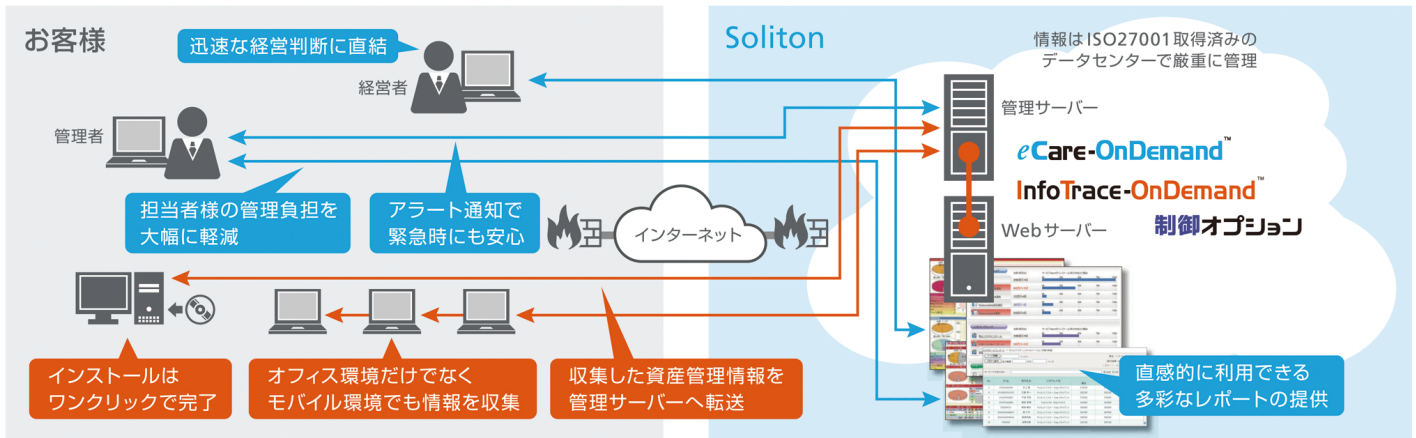 お客様
迅速な経営判断に直結
経営者
管理者
担当者様の管理負担を
大幅に軽減
アラート通知で
緊急時にも安心
インターネット
インストールは
ワンクリックで完了
オフィス環境だけでなく
モバイル環境でも情報を収集
収集した資産管理情報を
管理サーバーへ転送
Soliton
情報はISO27001取得済みの
データセンターで厳重に管理
管理サーバー
eCare-OnDemand™
InfoTrace-OnDemand™
Webサーバー
制御オプション
直感的に利用できる
多彩なレポートの提供